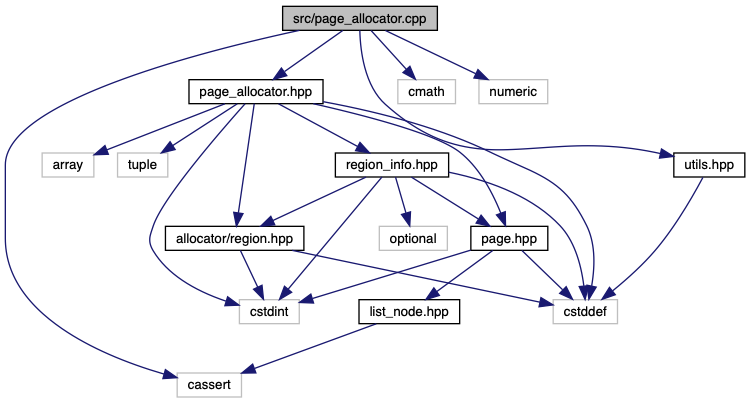 src/page_allocator.cpp
page_allocator.hpp
cmath
numeric
array
tuple
region_info.hpp
utils.hpp
allocator/region.hpp
optional
page.hpp
cstdint
list_node.hpp
cstddef
cassert